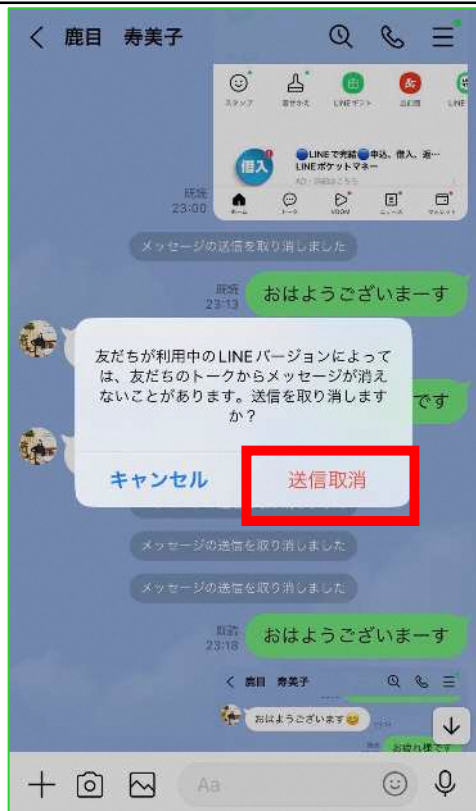 鹿目 寿美子
スタンプ
着せかえ
LINEギフト
出前館
LINE
借入
LINEで完結 申込、借入、返…
LINEポケットマネー
既読
23:00
ホーム
トーク
VOOM
ニュース
ウォレット
メッセージの送信を取り消しました
既読
23:13
おはようございまーす
友だちが利用中のLINEバージョンによって
は、友だちのトークからメッセージが消え
ないことがあります。送信を取り消します
か？
です
キャンセル
送信取消
メッセージの送信を取り消しました
メッセージの送信を取り消しました
既読
23:18
おはようございまーす
鹿目 寿美子
おはようございます😊
お疲れ様です
Aa